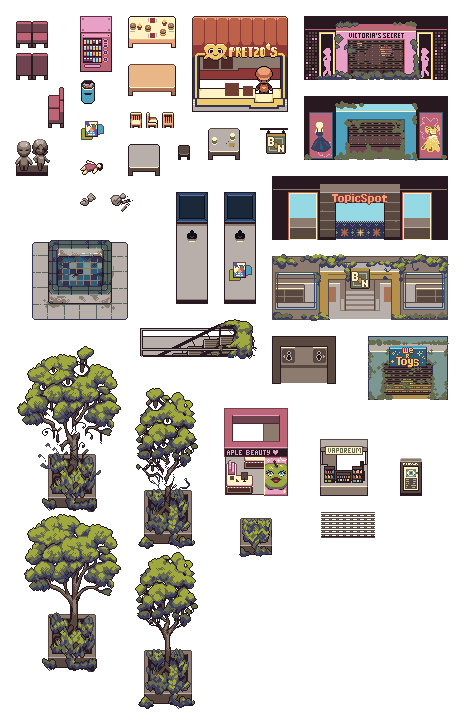 PRETZO'S
VICTORIA'S SECRET
B
N
TopicSpot
B
N
we
Toys
APLE BEAUTY ♥
VAPOREUM